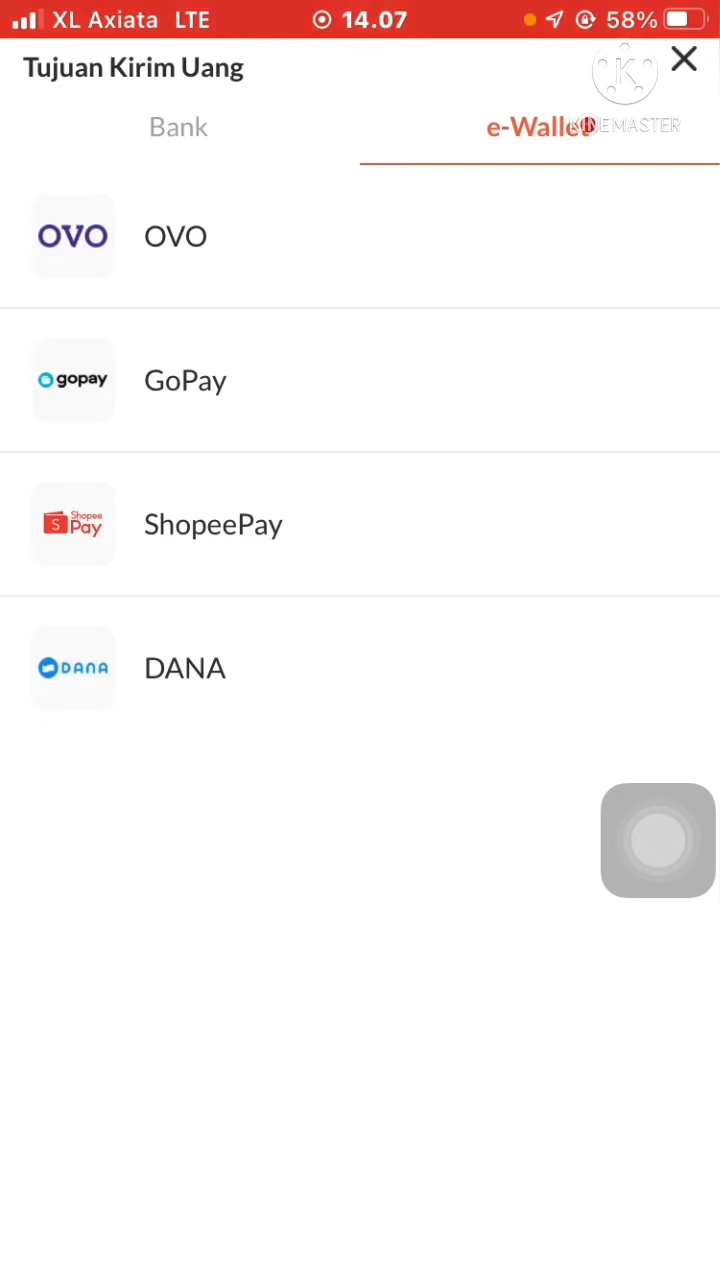 XL Axiata LTE 14.07 58%
Tujuan Kirim Uang
K
Bank e-Wallet KINEMASTER
OVO OVO
gopay GoPay
S Shopee Pay ShopeePay
DANA DANA